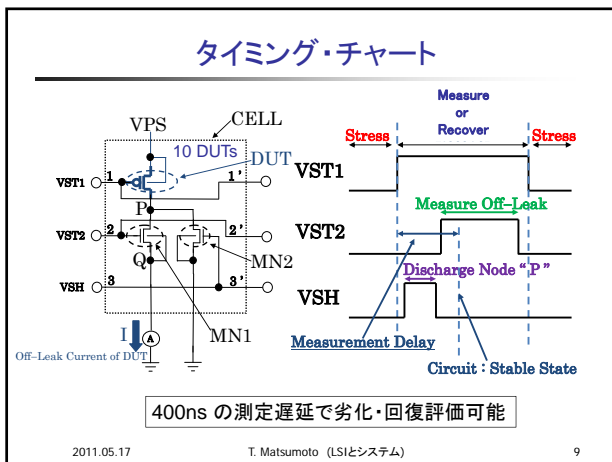 タイミング・チャート
VPS
CELL
10 DUTs
DUT
VST1
1
1'
P
VST2
2
2'
Q
MN2
VSH
3
3'
MN1
I
A
Off-Leak Current of DUT
Measure
or
Recover
Stress
Stress
VST1
Measure Off-Leak
VST2
Discharge Node “ P ”
VSH
Measurement Delay
Circuit : Stable State
400ns の測定遅延で劣化・回復評価可能
2011.05.17
T. Matsumoto (LSIとシステム)
9